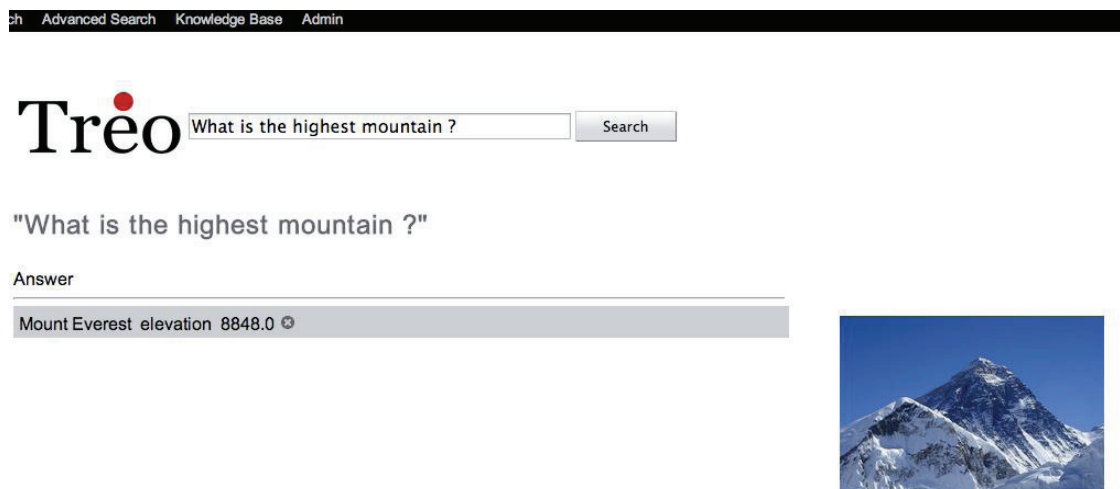 ch Advanced Search Knowledge Base Admin
Treo What is the highest mountain ? Search
"What is the highest mountain ?"
Answer
Mount Everest elevation 8848.0